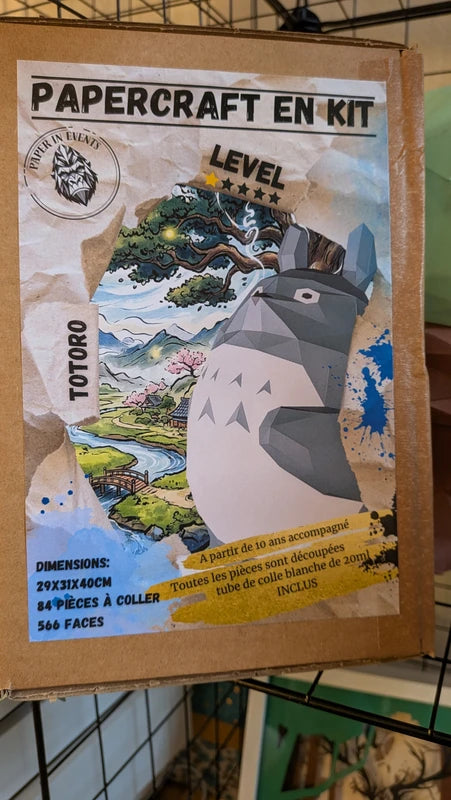 PAPERCRAFT EN KIT
PAPER IN EVENTS
LEVEL
TOTORO
A partir de 10 ans accompagné
Toutes les pièces sont découpées
tube de colle blanche de 20ml
INCLUS
DIMENSIONS:
29X31X40CM
84 PIÈCES À COLLER
566 FACES